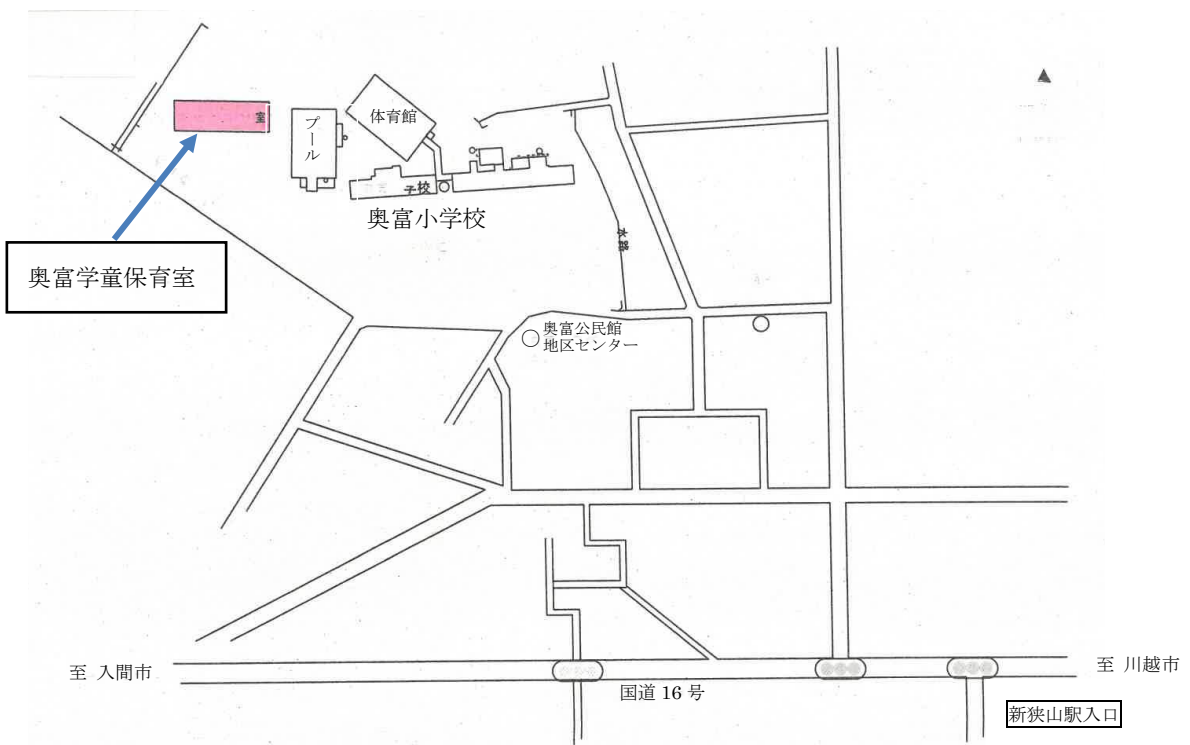 体育館
プール
室
子校
奥富小学校
水路
奥富学童保育室
奥富公民館
地区センター
至 入間市
至 川越市
国道 16 号
新狭山駅入口